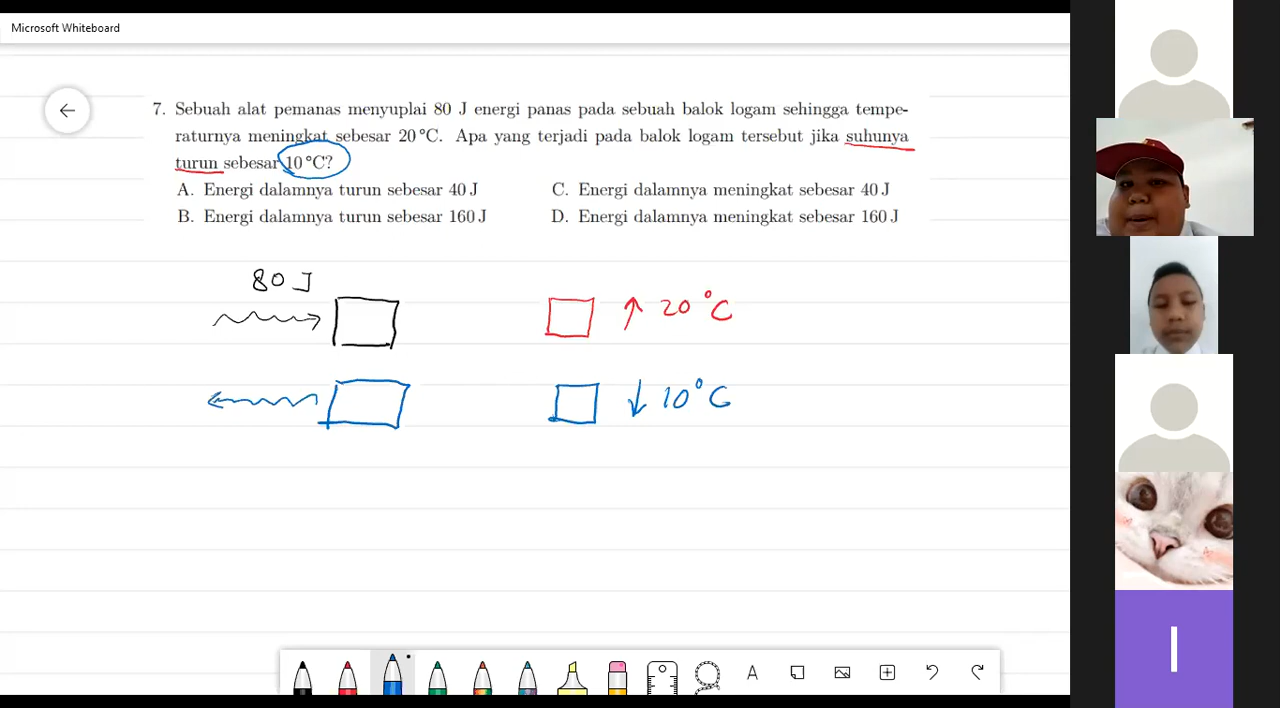 Microsoft Whiteboard
7. Sebuah alat pemanas menyuplai 80 J energi panas pada sebuah balok logam sehingga tempe-
raturnya meningkat sebesar 20 °C. Apa yang terjadi pada balok logam tersebut jika suhunya
turun sebesar 10 °C?
A. Energi dalamnya turun sebesar 40 J
C. Energi dalamnya meningkat sebesar 40 J
B. Energi dalamnya turun sebesar 160 J
D. Energi dalamnya meningkat sebesar 160 J
80 J
↑ 20 °C
↓ 10 °C
A
I